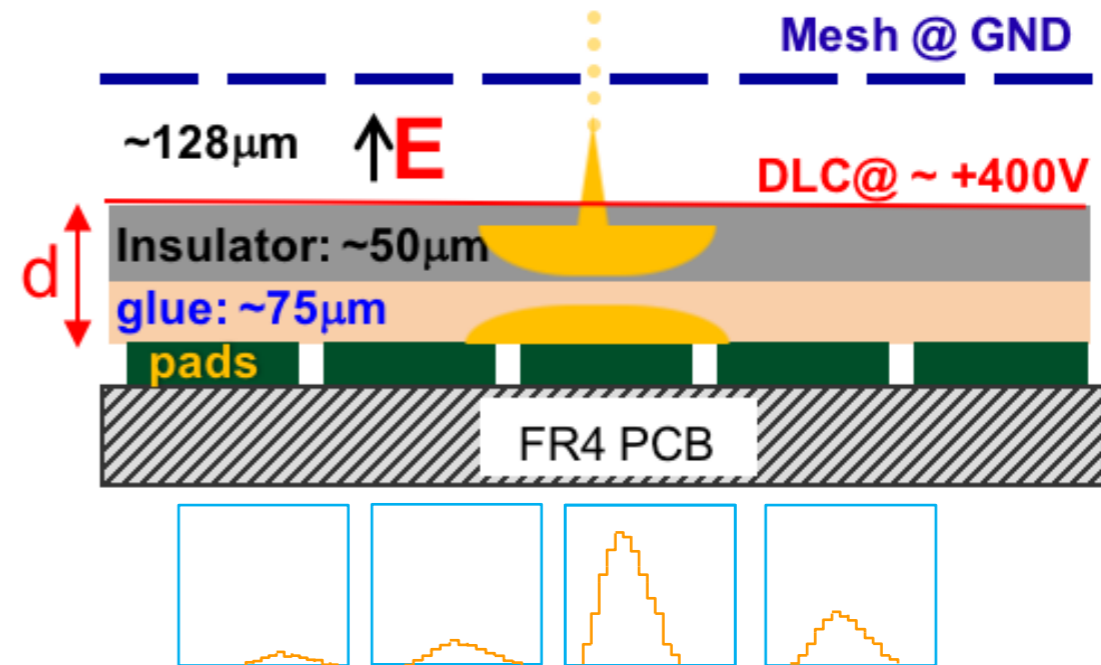 Mesh @ GND
~128μm
E
DLC@ ~ +400V
d
Insulator: ~50μm
glue: ~75μm
pads
FR4 PCB